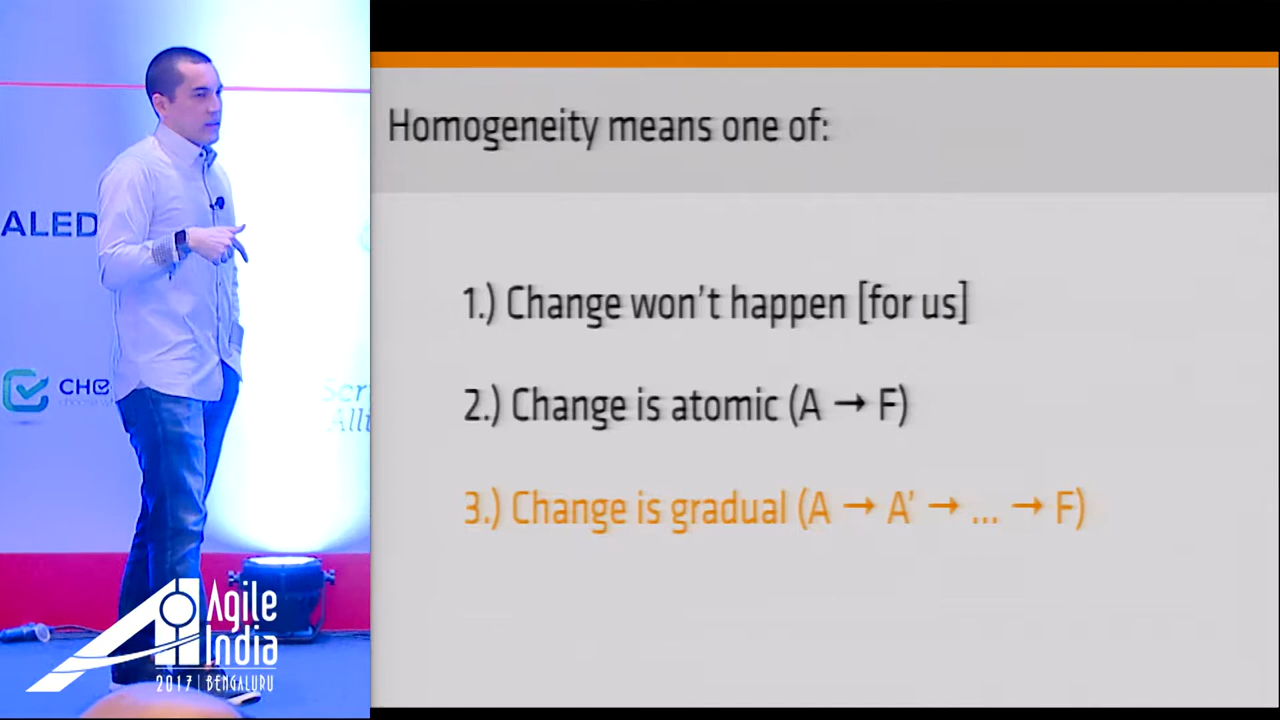 Homogeneity means one of:
1.) Change won't happen [for us]
2.) Change is atomic (A → F)
3.) Change is gradual (A → A' → ... → F)
ALED
CH
Agile
India
2017 | BENGALURU